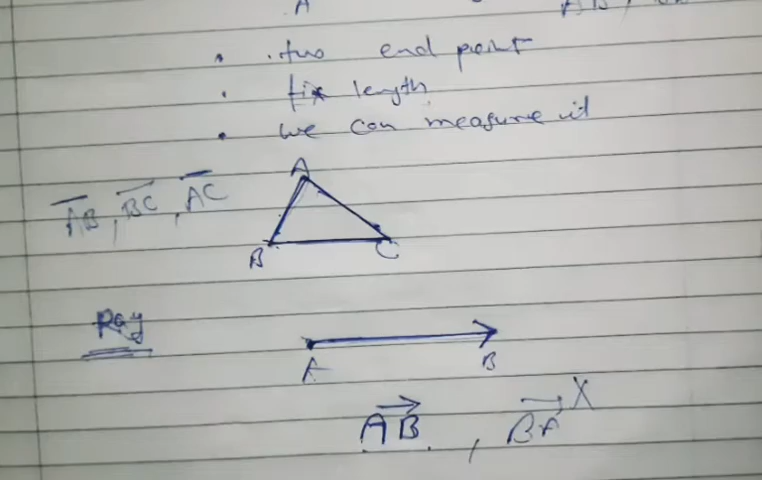 A
. two end point
. fix length
. we can measure it
A
AB, BC, AC
B C
Ray
A B
AB , BA X